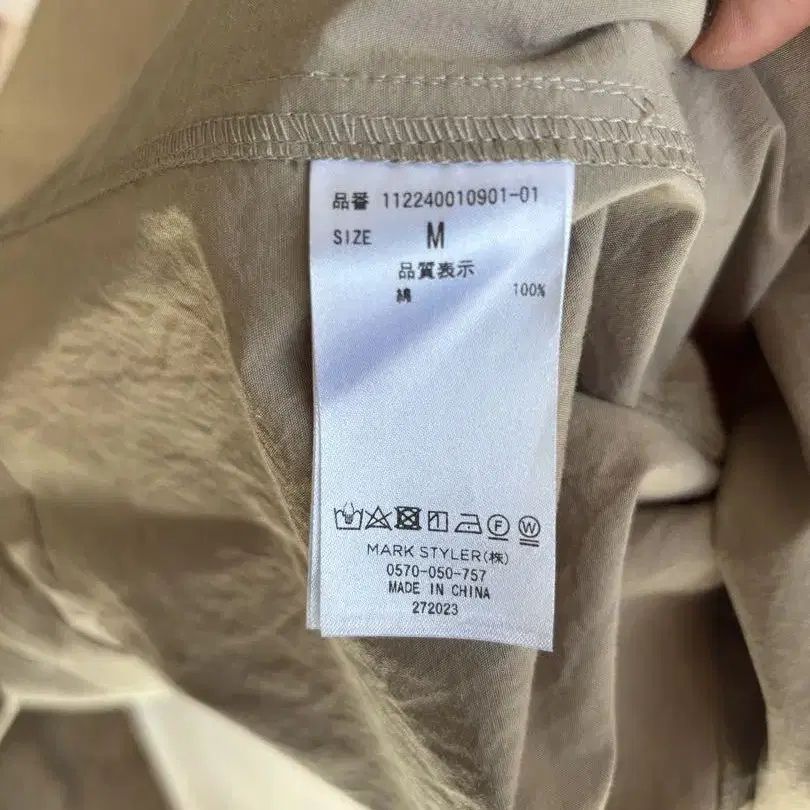 品番 112240010901-01
SIZE M
品質表示
綿 100%
F W
MARK STYLER(株)
0570-050-757
MADE IN CHINA
272023